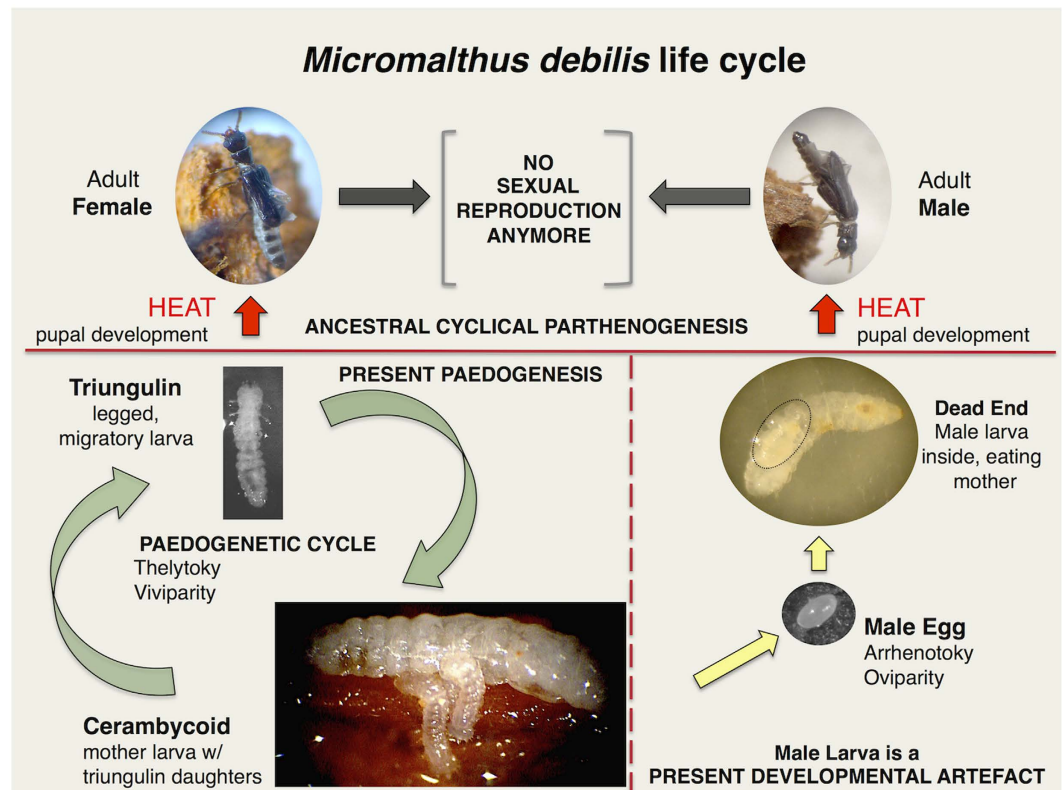 Micromalthus debilis life cycle
Adult
Female
NO
SEXUAL
REPRODUCTION
ANYMORE
Adult
Male
HEAT
pupal development
ANCESTRAL CYCLICAL PARTHENOGENESIS
HEAT
pupal development
PRESENT PAEDOGENESIS
Triungulin
legged,
migratory larva
PAEDOGENETIC CYCLE
Thelytoky
Viviparity
Cerambycoid
mother larva w/
triungulin daughters
Dead End
Male larva
inside, eating
mother
Male Egg
Arrhenotoky
Oviparity
Male Larva is a
PRESENT DEVELOPMENTAL ARTEFACT